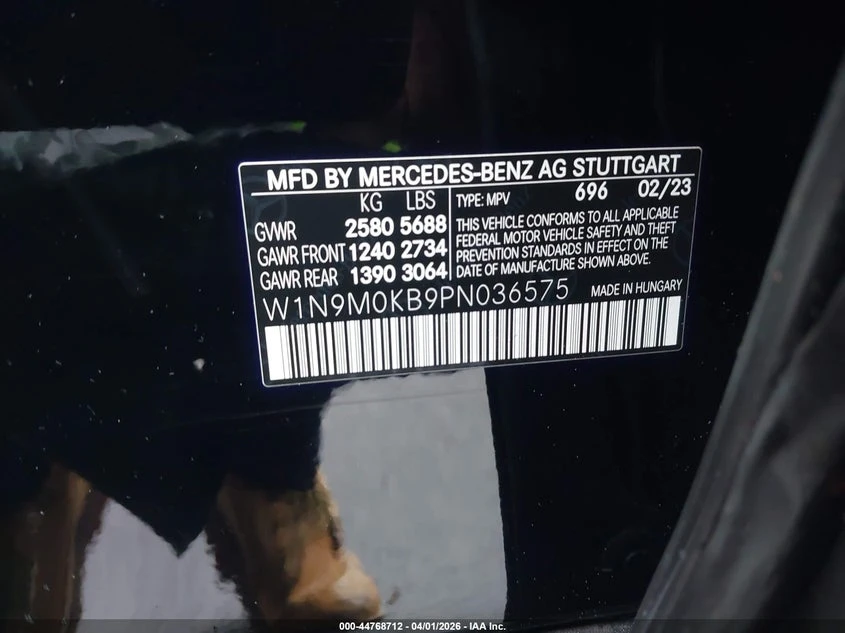 MFD BY MERCEDES-BENZ AG STUTTGART
KG LBS
GVWR 2580 5688
GAWR FRONT 1240 2734
GAWR REAR 1390 3064
TYPE: MPV 696 02/23
THIS VEHICLE CONFORMS TO ALL APPLICABLE
FEDERAL MOTOR VEHICLE SAFETY AND THEFT
PREVENTION STANDARDS IN EFFECT ON THE
DATE OF MANUFACTURE SHOWN ABOVE.
W1N9M0KB9PN036575 MADE IN HUNGARY
000-44768712 - 04/01/2026 - IAA Inc.